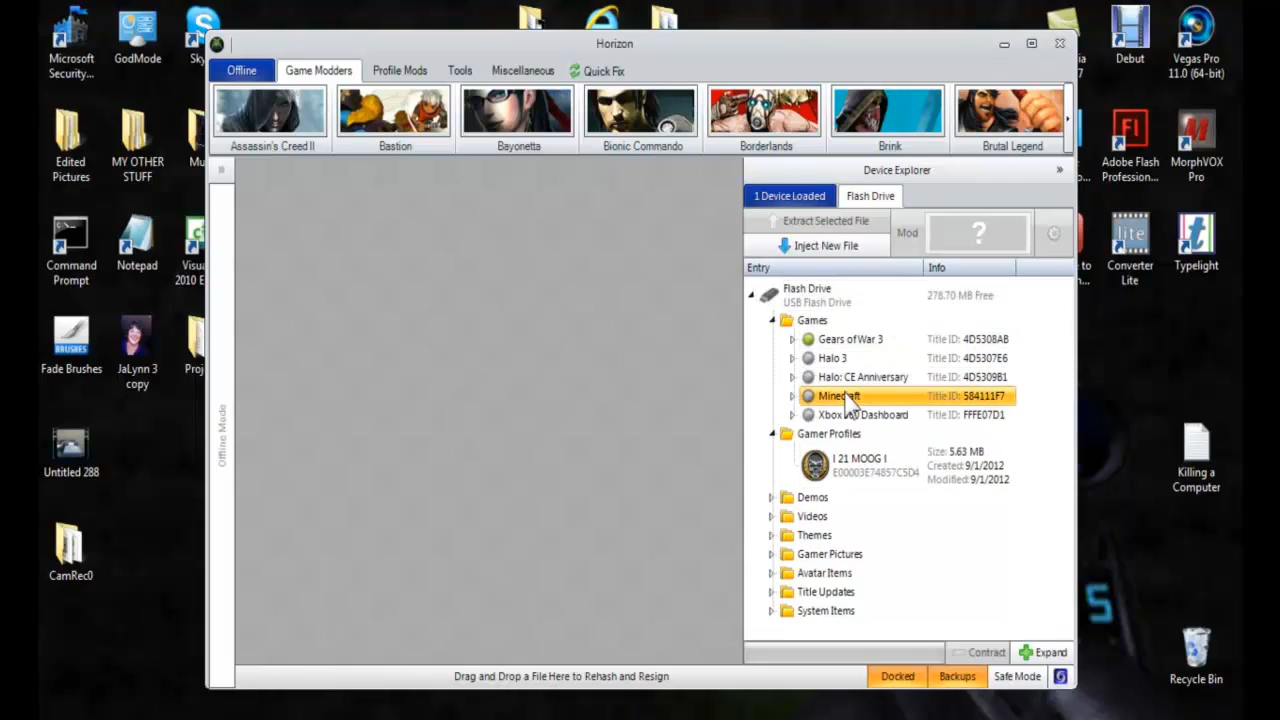 Horizon
Offline
Game Modders
Profile Mods
Tools
Miscellaneous
Quick Fix
Assassin's Creed II
Bastion
Bayonetta
Bionic Commando
Borderlands
Brink
Brutal Legend
Device Explorer
1 Device Loaded
Flash Drive
Extract Selected File
Inject New File
Mod
?
Entry
Info
Flash Drive
USB Flash Drive
278.70 MB Free
Games
Gears of War 3
Title ID: 4D5308AB
Halo 3
Title ID: 4D5307E6
Halo: CE Anniversary
Title ID: 4D5309B1
Minecraft
Title ID: 584111F7
Dashboard
Title ID: FFFE07D1
Gamer Profiles
I 21 MOOG I
E00003E74857C5D4
Size: 5.63 MB
Created: 9/1/2012
Modified: 9/1/2012
Demos
Videos
Themes
Gamer Pictures
Avatar Items
Title Updates
System Items
Contract
Expand
Offline Mode
Drag and Drop a File Here to Rehash and Resign
Docked
Backups
Safe Mode
Microsoft
Security...
GodMode
Sky
Edited
Pictures
MY OTHER
STUFF
Mu
Command
Prompt
Notepad
Visua
2010 E
Fade Brushes
BRUSHES
JaLynn 3
copy
Proj
Untitled 288
CamRec0
Debut
Vegas Pro
11.0 (64-bit)
Adobe Flash
Profession...
MorphVOX
Pro
lite
Converter
Lite
Typelight
Killing a
Computer
Recycle Bin
5